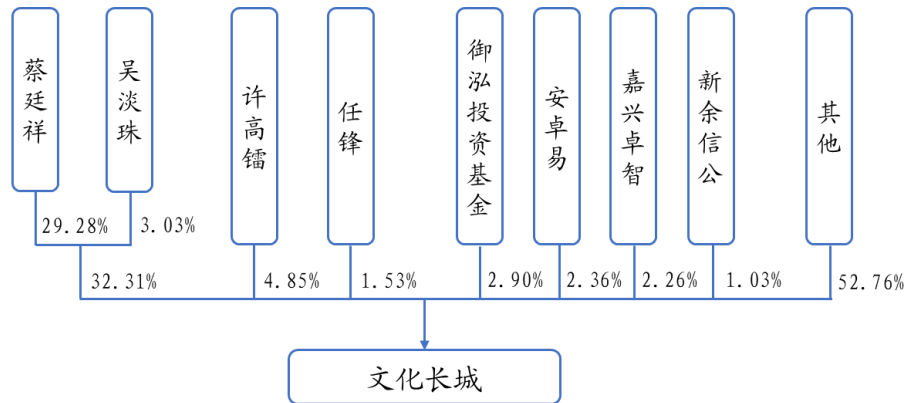 蔡廷祥
吴淡珠
许高镭
任锋
御泓投资基金
安卓易
嘉兴卓智
新余信公
其他
29.28%
3.03%
32.31%
4.85%
1.53%
2.90%
2.36%
2.26%
1.03%
52.76%
文化长城